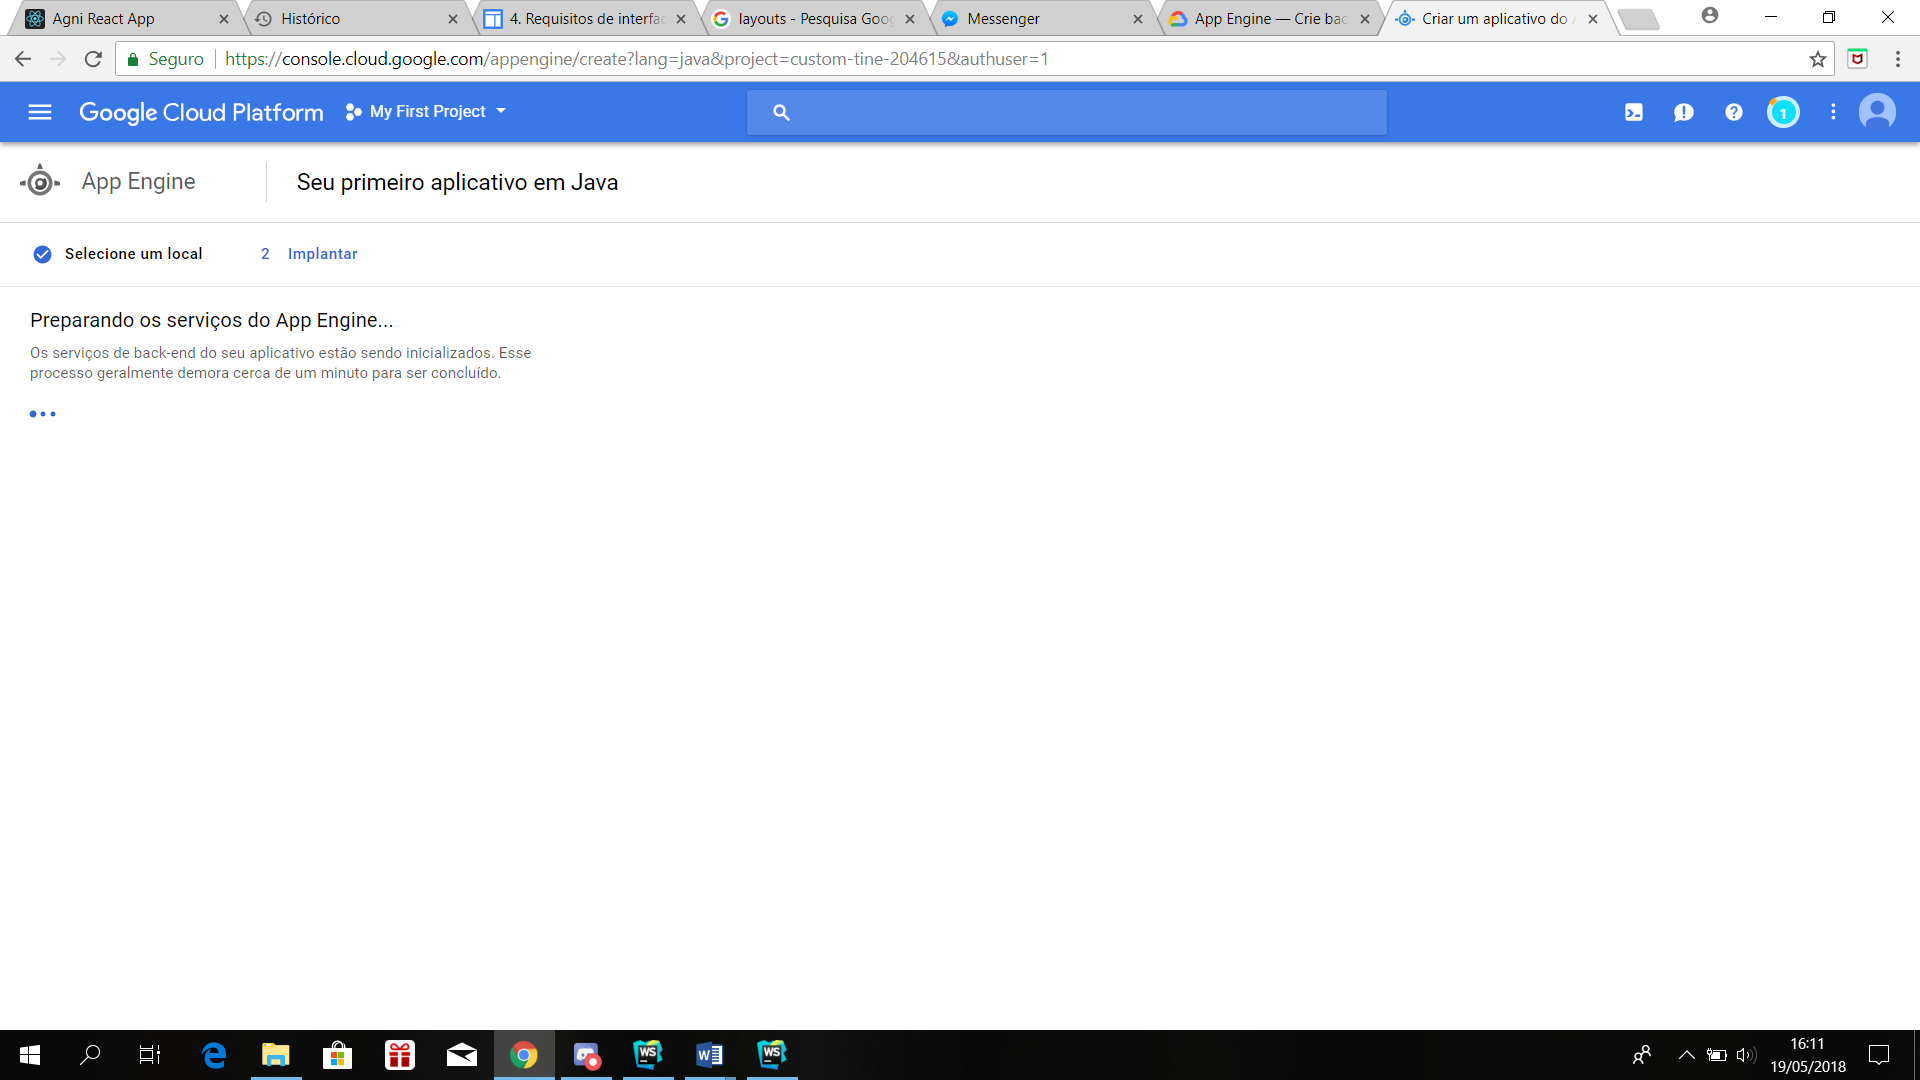 Agni React App
Histórico
4. Requisitos de interfa
layouts - Pesquisa Goo
Messenger
App Engine — Crie bac
Criar um aplicativo do A
Seguro
https://console.cloud.google.com/appengine/create?lang=java&project=custom-tine-204615&authuser=1
Google Cloud Platform
My First Project
1
App Engine
Seu primeiro aplicativo em Java
Selecione um local
2 Implantar
Preparando os serviços do App Engine...
Os serviços de back-end do seu aplicativo estão sendo inicializados. Esse
processo geralmente demora cerca de um minuto para ser concluído.
WS
WS
16:11
19/05/2018